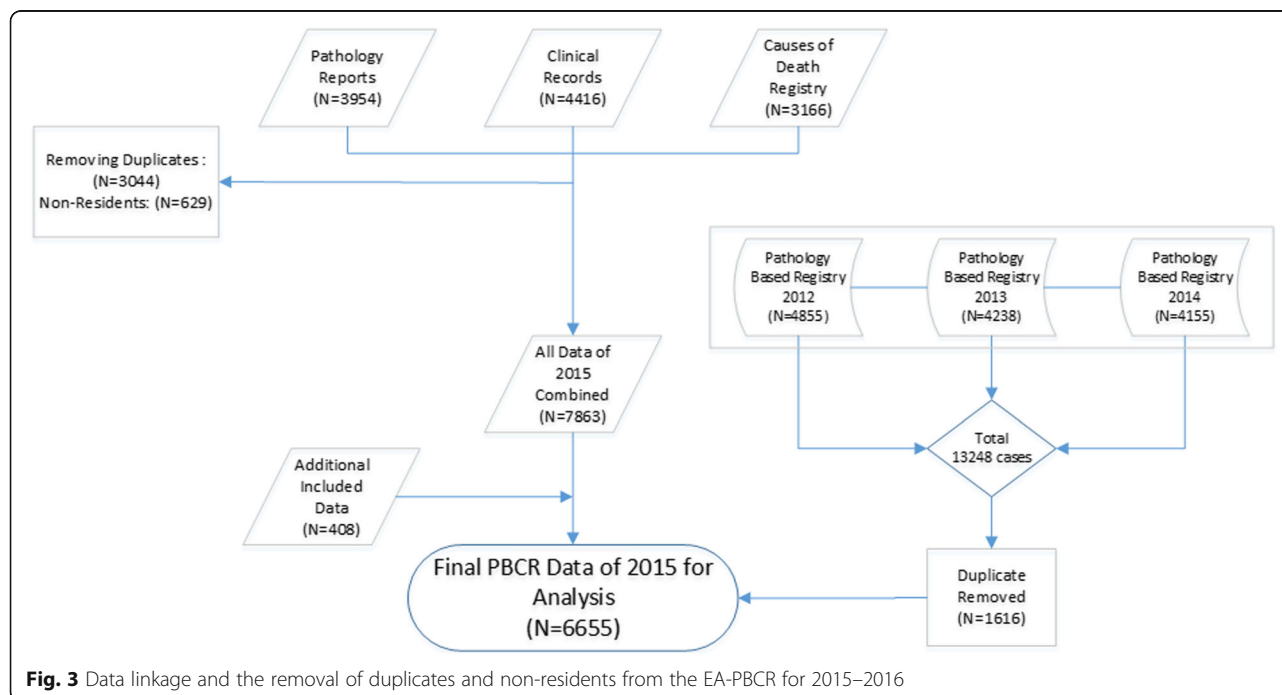 Pathology
Reports
(N=3954)
Clinical
Records
(N=4416)
Causes of
Death
Registry
(N=3166)
Removing Duplicates :
(N=3044)
Non-Residents: (N=629)
Pathology
Based Registry
2012
(N=4855)
Pathology
Based Registry
2013
(N=4238)
Pathology
Based Registry
2014
(N=4155)
All Data of
2015
Combined
(N=7863)
Total
13248 cases
Additional
Included
Data
(N=408)
Final PBCR Data of 2015 for
Analysis
(N=6655)
Duplicate
Removed
(N=1616)
Fig. 3 Data linkage and the removal of duplicates and non-residents from the EA-PBCR for 2015–2016